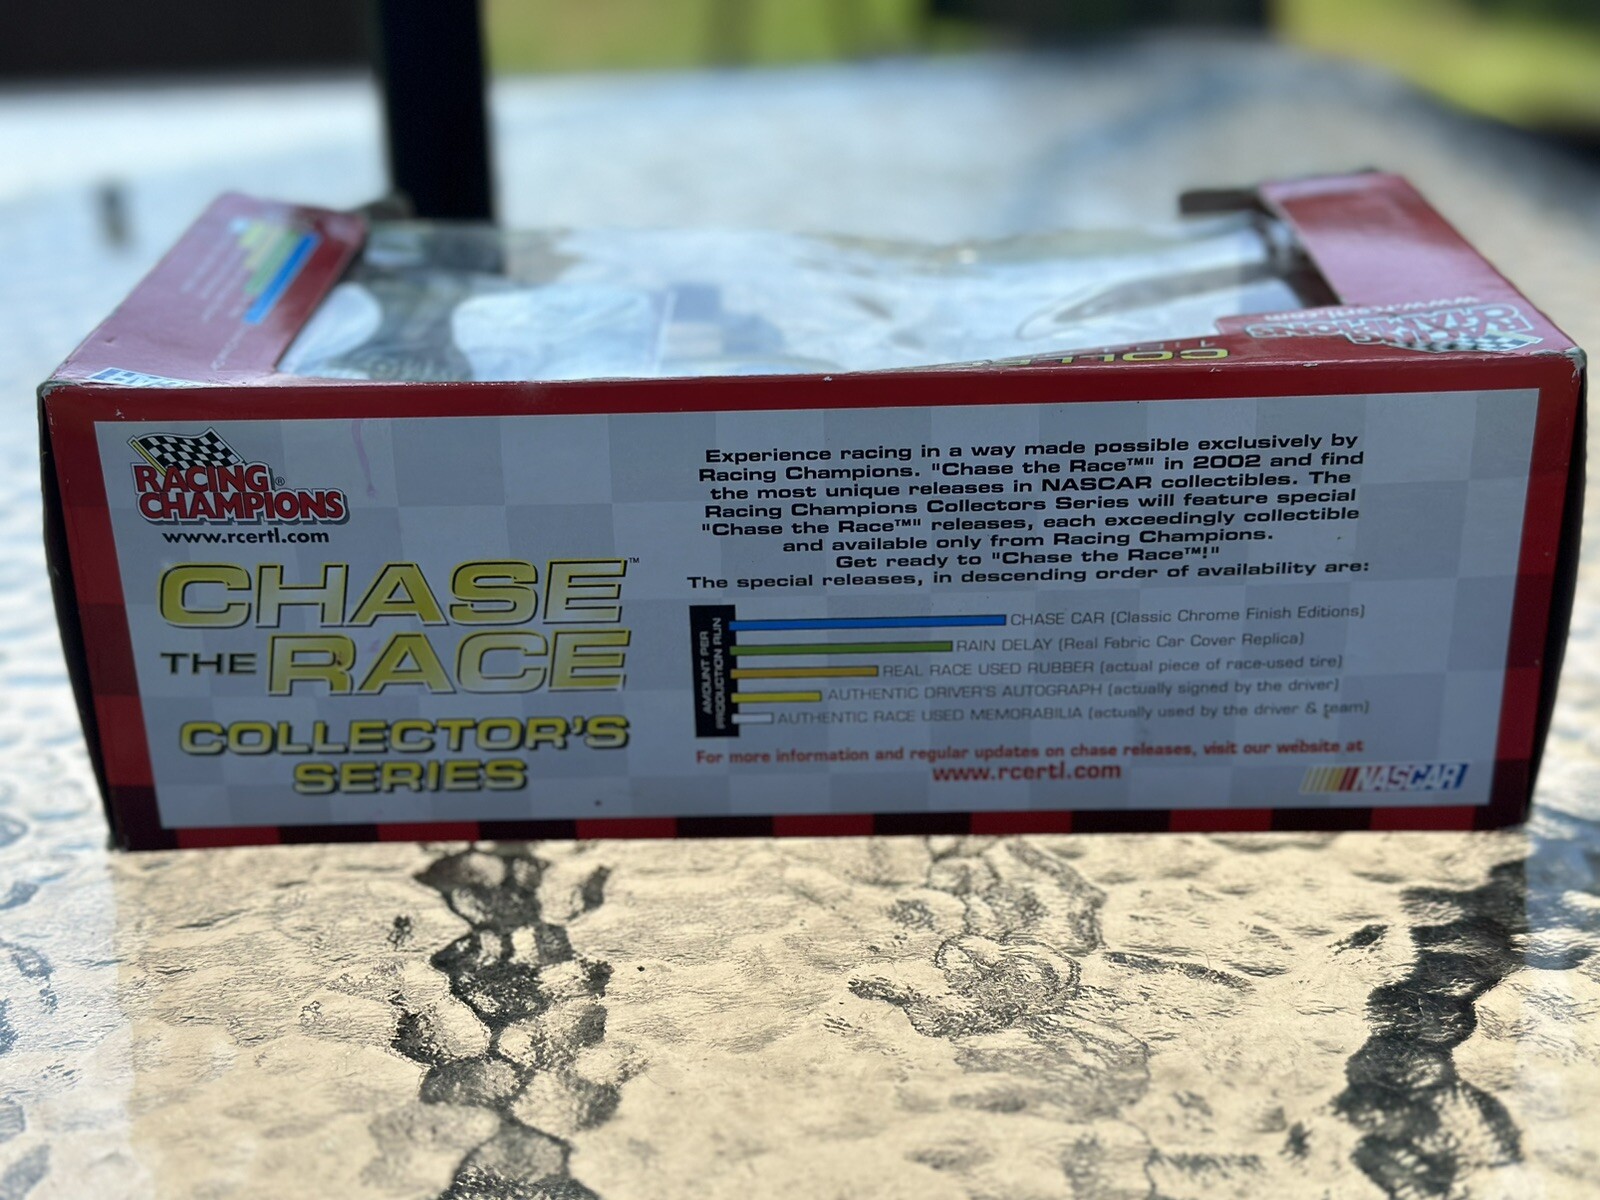 RACING®
CHAMPIONS
www.rcertl.com
CHASE™
THE RACE
COLLECTOR'S
SERIES
Experience racing in a way made possible exclusively by
Racing Champions. "Chase the Race™" in 2002 and find
the most unique releases in NASCAR collectibles. The
Racing Champions Collectors Series will feature special
"Chase the Race™" releases, each exceedingly collectible
and available only from Racing Champions.
Get ready to "Chase the Race™!"
The special releases, in descending order of availability are:
AMOUNT PER
PRODUCTION RUN
CHASE CAR (Classic Chrome Finish Editions)
RAIN DELAY (Real Fabric Car Cover Replica)
REAL RACE USED RUBBER (actual piece of race-used tire)
AUTHENTIC DRIVER'S AUTOGRAPH (actually signed by the driver)
AUTHENTIC RACE USED MEMORABILIA (actually used by the driver & team)
For more information and regular updates on chase releases, visit our website at
www.rcertl.com
NASCAR
RACING
CHAMPIONS